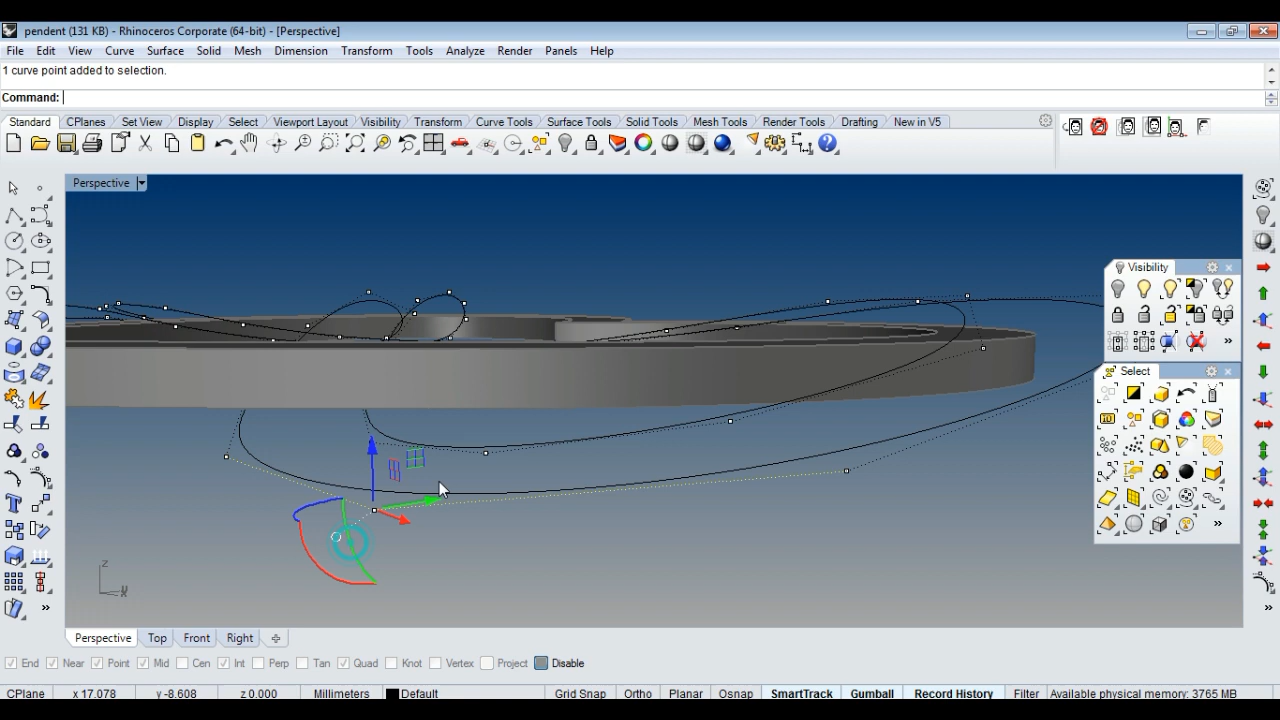 pendent (131 KB) - Rhinoceros Corporate (64-bit) - [Perspective]
File Edit View Curve Surface Solid Mesh Dimension Transform Tools Analyze Render Panels Help
1 curve point added to selection.
Command:
Standard CPlanes Set View Display Select Viewport Layout Visibility Transform Curve Tools Surface Tools Solid Tools Mesh Tools Render Tools Drafting New in V5
Perspective
Visibility
Select
z
Perspective Top Front Right
End Near Point Mid Cen Int Perp Tan Quad Knot Vertex Project Disable
CPlane x 17.078 y -8.608 z 0.000 Millimeters Default Grid Snap Ortho Planar Osnap SmartTrack Gumball Record History Filter Available physical memory: 3765 MB